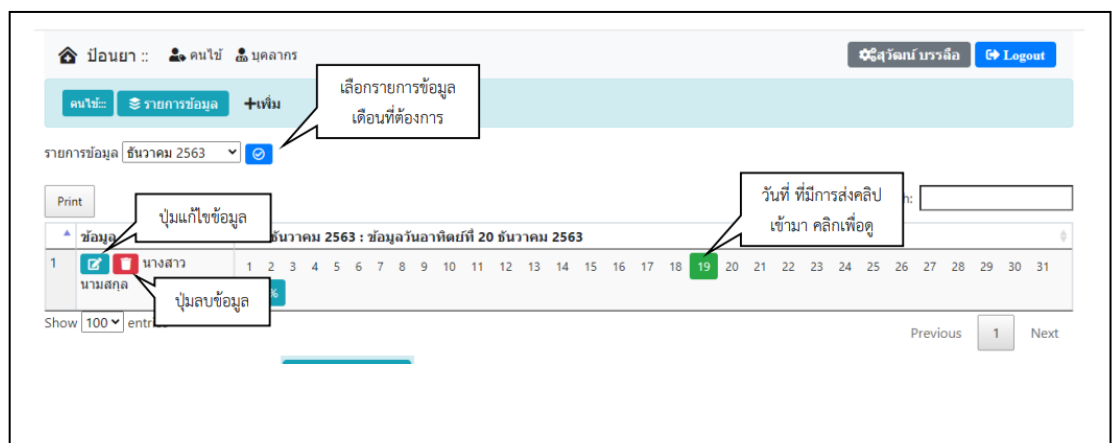 ป้อนยา :: คนไข้ บุคลากร
สุวัฒน์ บรรลือ Logout
คนไข้:: รายการข้อมูล +เพิ่ม
เลือกรายการข้อมูล
เดือนที่ต้องการ
รายการข้อมูล ธันวาคม 2563
Print
ปุ่มแก้ไขข้อมูล
วันที่ ที่มีการส่งคลิป
เข้ามา คลิกเพื่อดู
ข้อมูล ธันวาคม 2563 : ข้อมูลวันอาทิตย์ที่ 20 ธันวาคม 2563
1 นางสาว 1 2 3 4 5 6 7 8 9 10 11 12 13 14 15 16 17 18 19 20 21 22 23 24 25 26 27 28 29 30 31
นามสกุล %
ปุ่มลบข้อมูล
Show 100
Previous 1 Next